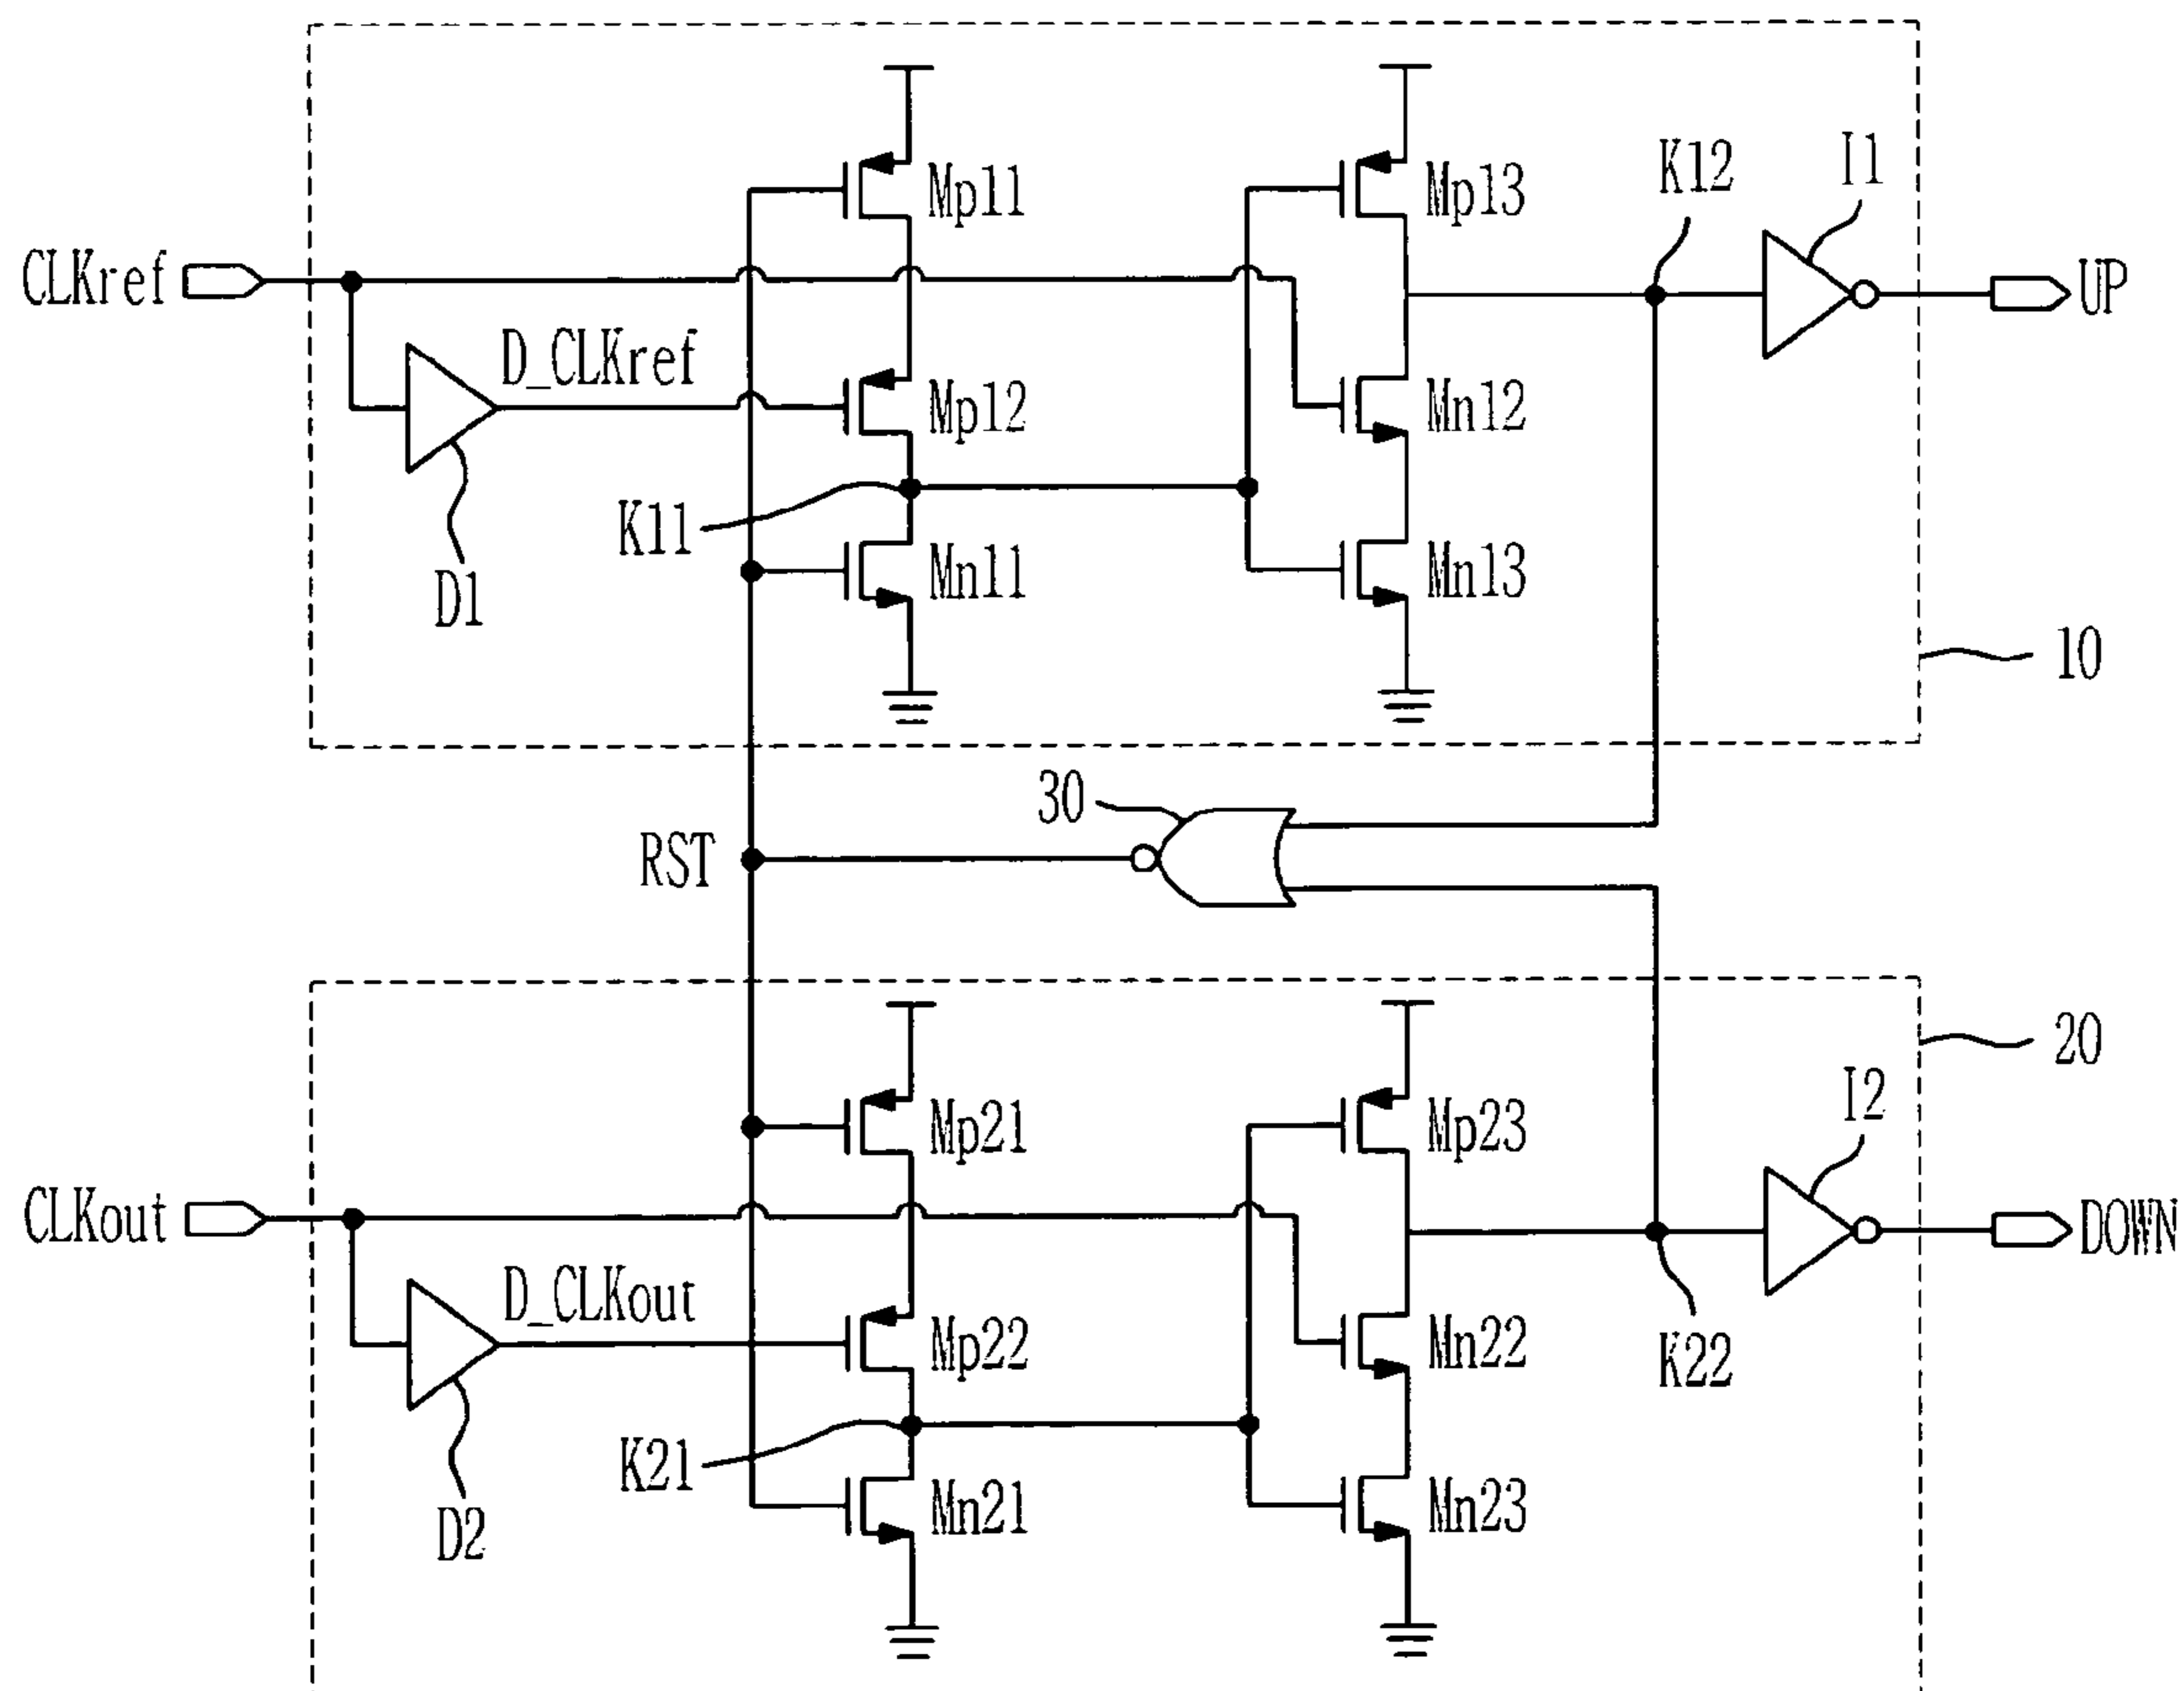 Mp11
Mp13
K12
I1
CLKref
UP
D_CLKref
Mp12
Mn12
K11
Mn11
Mn13
D1
10
30
RST
20
Mp21
Mp23
I2
CLKout
DOWN
D_CLKout
Mp22
Mn22
K22
K21
Mn21
Mn23
D2